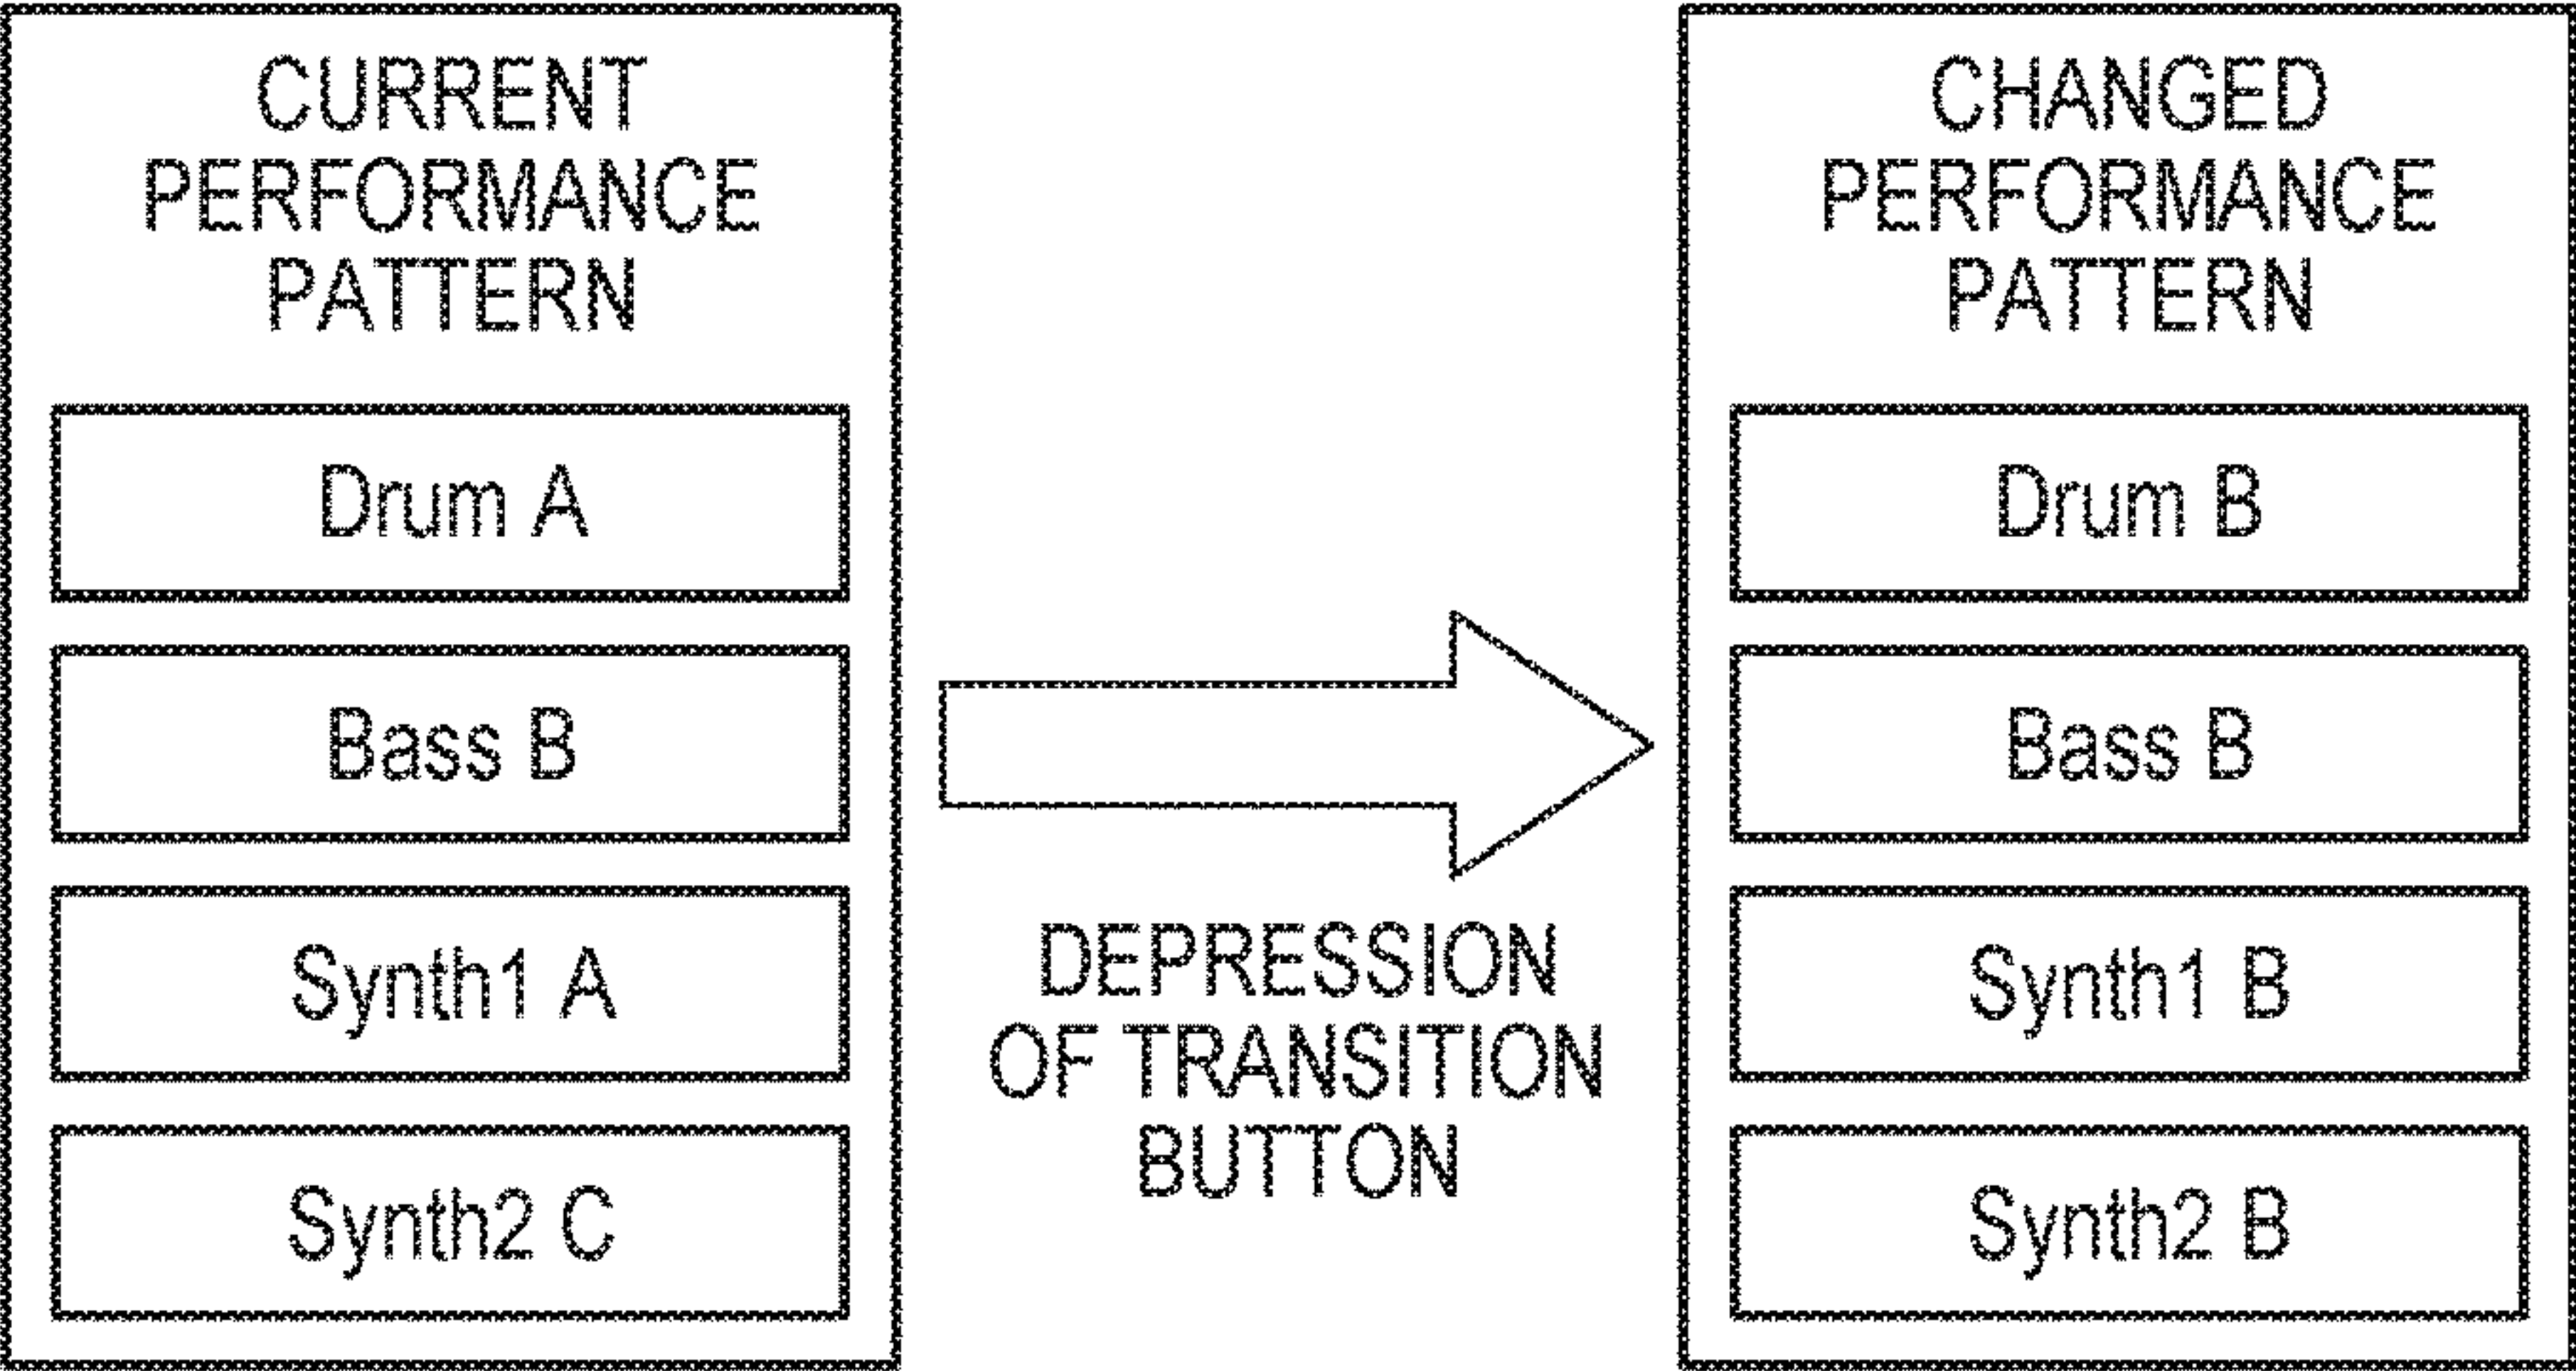 CURRENT
PERFORMANCE
PATTERN
Drum A
Bass B
Synth1 A
Synth2 C
DEPRESSION
OF TRANSITION
BUTTON
CHANGED
PERFORMANCE
PATTERN
Drum B
Bass B
Synth1 B
Synth2 B